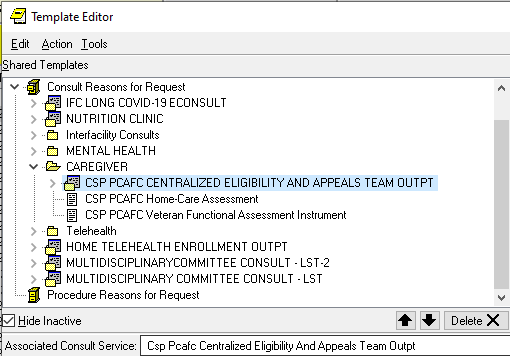 Template Editor
Edit Action Tools
Shared Templates
Consult Reasons for Request
IFC LONG COVID-19 ECONSULT
NUTRITION CLINIC
Interfacility Consults
MENTAL HEALTH
CAREGIVER
CSP PCAFC CENTRALIZED ELIGIBILITY AND APPEALS TEAM OUTPT
CSP PCAFC Home-Care Assessment
CSP PCAFC Veteran Functional Assessment Instrument
Telehealth
HOME TELEHEALTH ENROLLMENT OUTPT
MULTIDISCIPLINARYCOMMITTEE CONSULT - LST-2
MULTIDISCIPLINARY COMMITTEE CONSULT - LST
Procedure Reasons for Request
Hide Inactive Delete
Associated Consult Service: Csp Pcafc Centralized Eligibility And Appeals Team Outpt